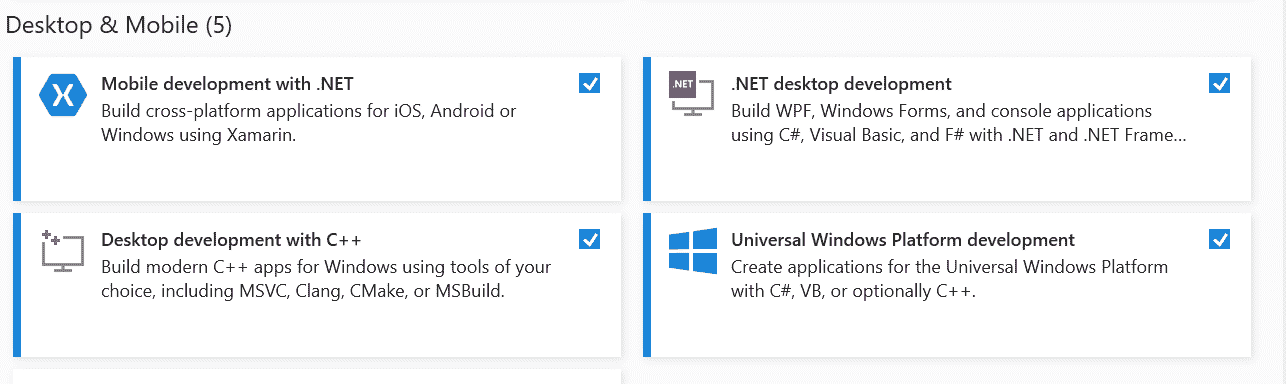 Desktop & Mobile (5)
Mobile development with .NET
Build cross-platform applications for iOS, Android or
Windows using Xamarin.
.NET
.NET desktop development
Build WPF, Windows Forms, and console applications
using C#, Visual Basic, and F# with .NET and .NET Frame...
Desktop development with C++
Build modern C++ apps for Windows using tools of your
choice, including MSVC, Clang, CMake, or MSBuild.
Universal Windows Platform development
Create applications for the Universal Windows Platform
with C#, VB, or optionally C++.